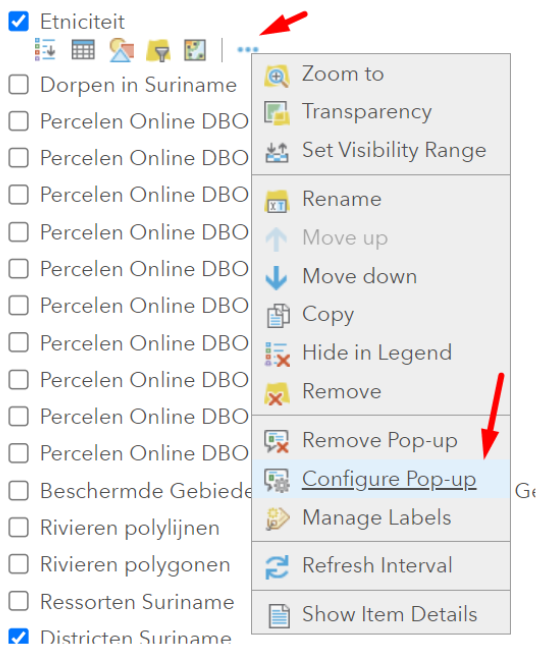 Etniciteit
Dorpen in Suriname
Percelen Online DBO
Percelen Online DBO
Percelen Online DBO
Percelen Online DBO
Percelen Online DBO
Percelen Online DBO
Percelen Online DBO
Percelen Online DBO
Percelen Online DBO
Percelen Online DBO
Beschermde Gebiede
Ge
Rivieren polylijnen
Rivieren polygonen
Ressorten Suriname
Districten Suriname
Zoom to
Transparency
Set Visibility Range
Rename
Move up
Move down
Copy
Hide in Legend
Remove
Remove Pop-up
Configure Pop-up
Manage Labels
Refresh Interval
Show Item Details